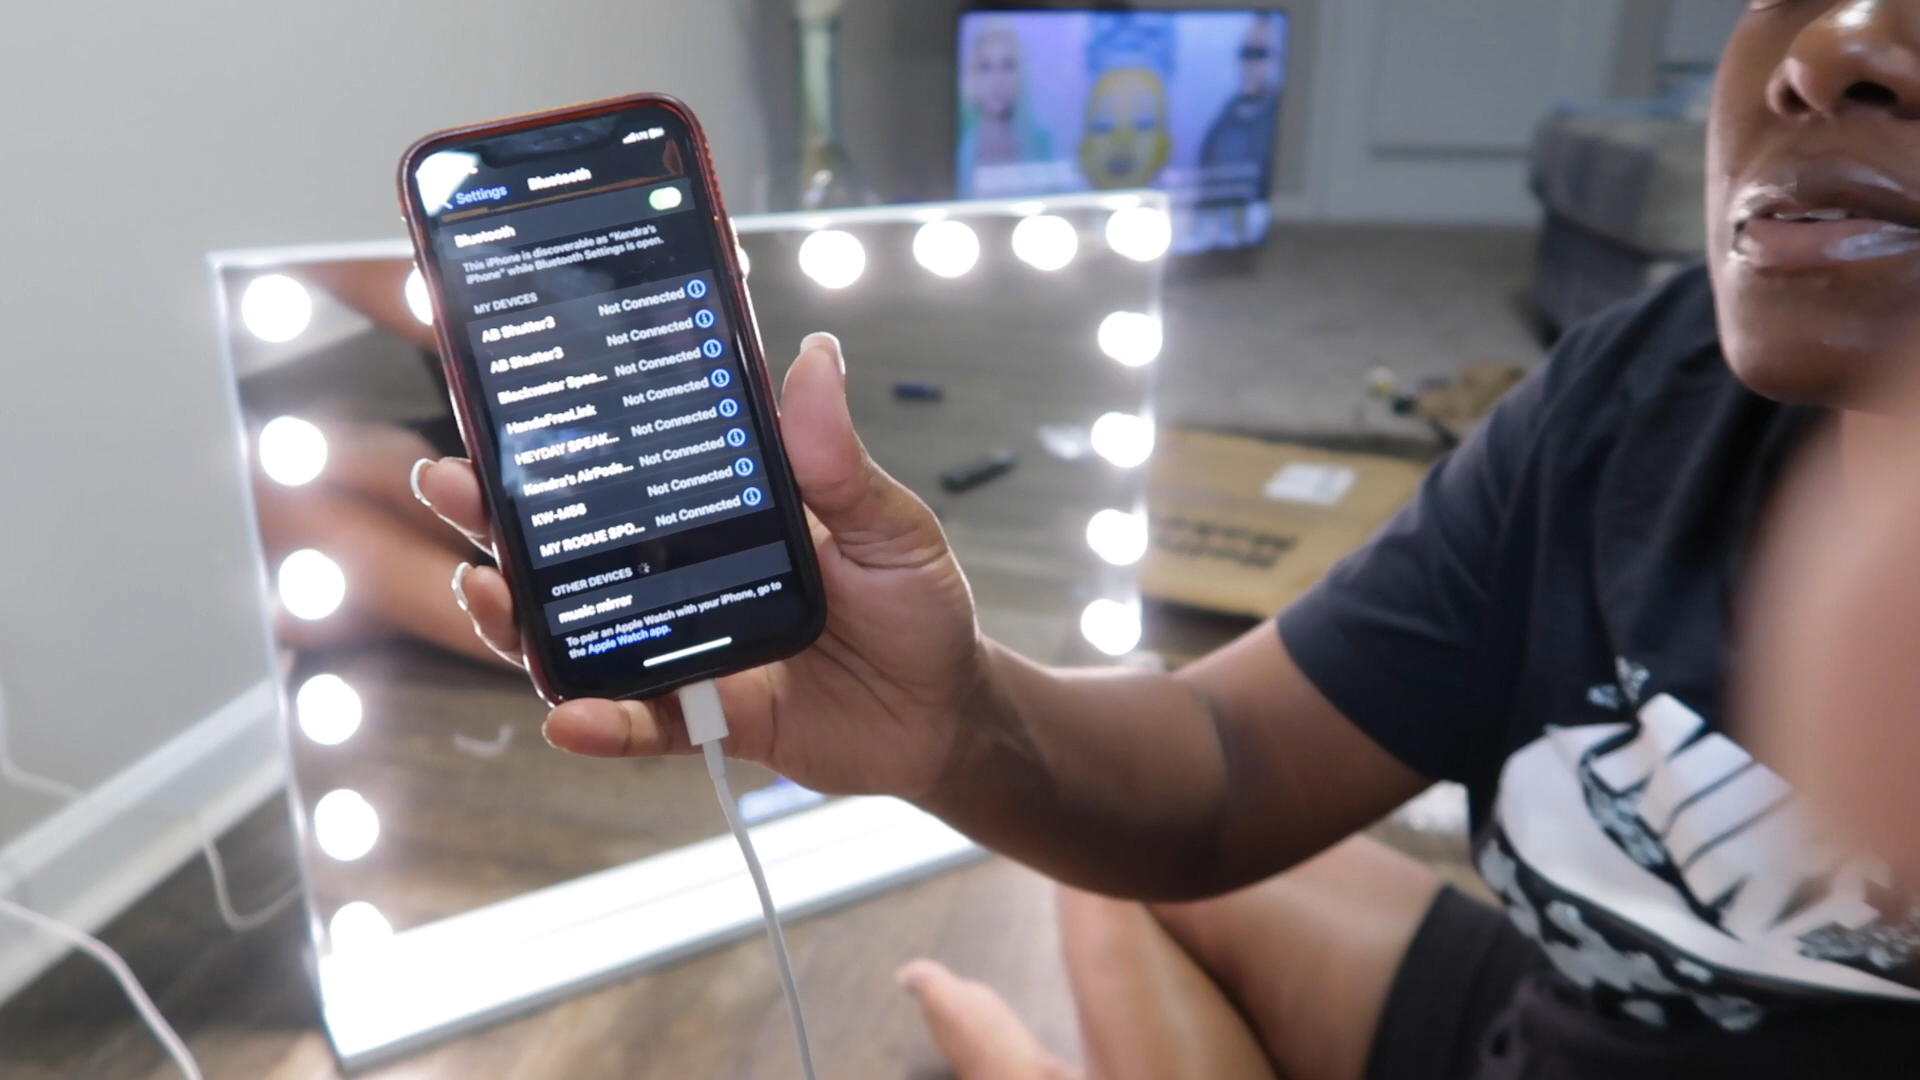 Settings Bluetooth
Bluetooth
This iPhone is discoverable as "Kendra's
iPhone" while Bluetooth Settings is open.
MY DEVICES
AB Shutter3 Not Connected
AB Shutter3 Not Connected
Blackwater Spea... Not Connected
HandsFreeLink Not Connected
HEYDAY SPEAK... Not Connected
Kendra's AirPods... Not Connected
KW-M56 Not Connected
MY ROGUE SPO... Not Connected
OTHER DEVICES
music mirror
To pair an Apple Watch with your iPhone, go to
the Apple Watch app.